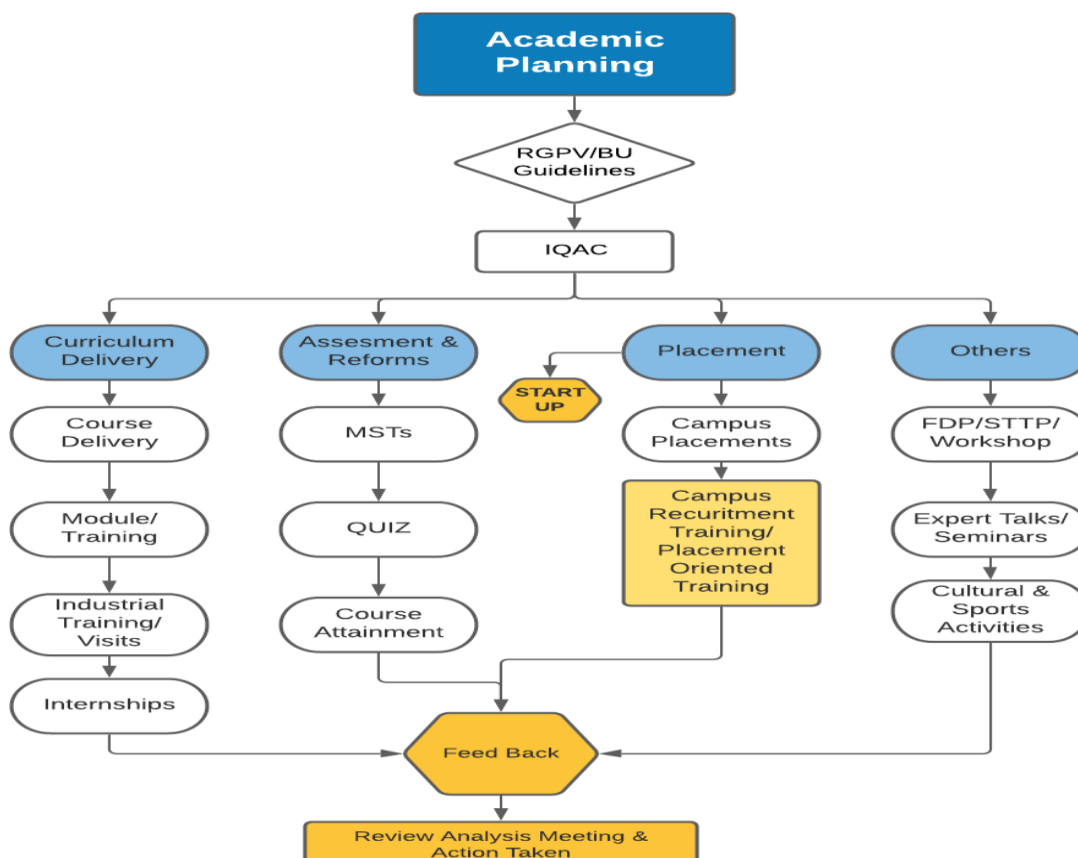 Academic
Planning
RGPV/BU
Guidelines
IQAC
Curriculum
Delivery
Assesment &
Reforms
Placement
Others
START
UP
Course
Delivery
MSTs
Campus
Placements
FDP/STTP/
Workshop
Module/
Training
QUIZ
Campus
Recuritment
Training/
Placement
Oriented
Training
Expert Talks/
Seminars
Industrial
Training/
Visits
Course
Attainment
Cultural &
Sports
Activities
Internships
Feed Back
Review Analysis Meeting &
Action Taken